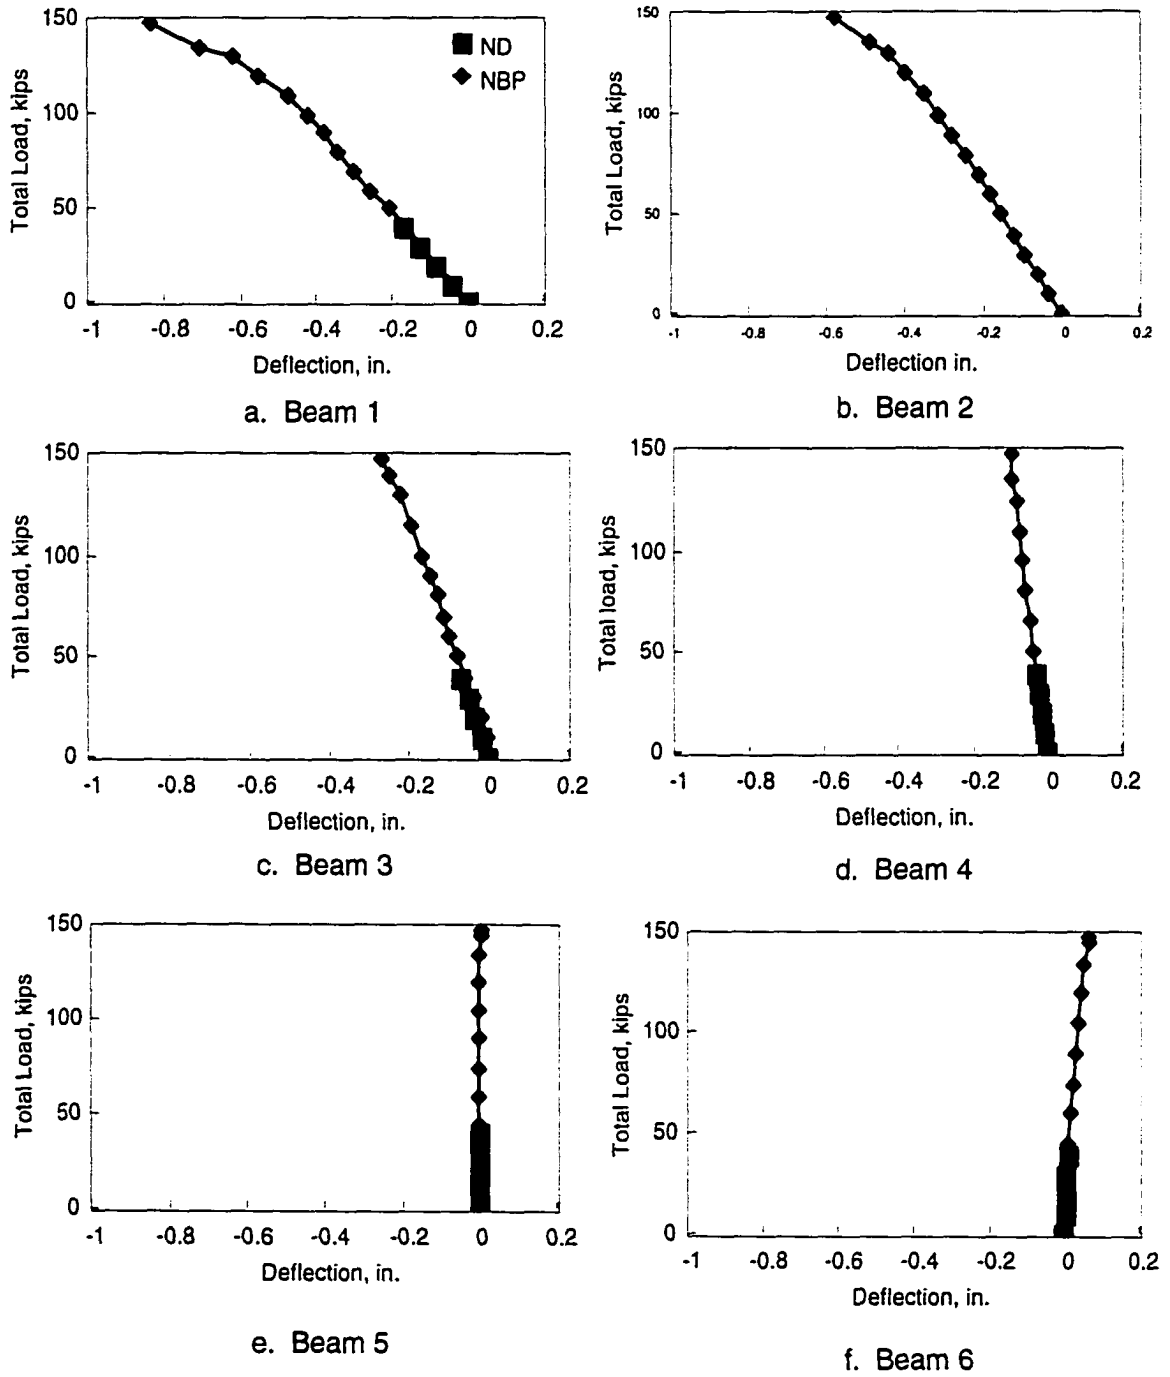 150
100
50
0
Total Load, kips
ND
NBP
-1 -0.8 -0.6 -0.4 -0.2 0 0.2
Deflection, in.
a. Beam 1
150
100
50
0
Total Load, kips
-1 -0.8 -0.6 -0.4 -0.2 0 0.2
Deflection in.
b. Beam 2
150
100
50
0
Total Load, kips
-1 -0.8 -0.6 -0.4 -0.2 0 0.2
Deflection, in.
c. Beam 3
150
100
50
0
Total load, kips
-1 -0.8 -0.6 -0.4 -0.2 0 0.2
Deflection, in.
d. Beam 4
150
100
50
0
Total Load, kips
-1 -0.8 -0.6 -0.4 -0.2 0 0.2
Deflection, in.
e. Beam 5
150
100
50
0
Total Load, kips
-1 -0.8 -0.6 -0.4 -0.2 0 0.2
Deflection, in.
f. Beam 6